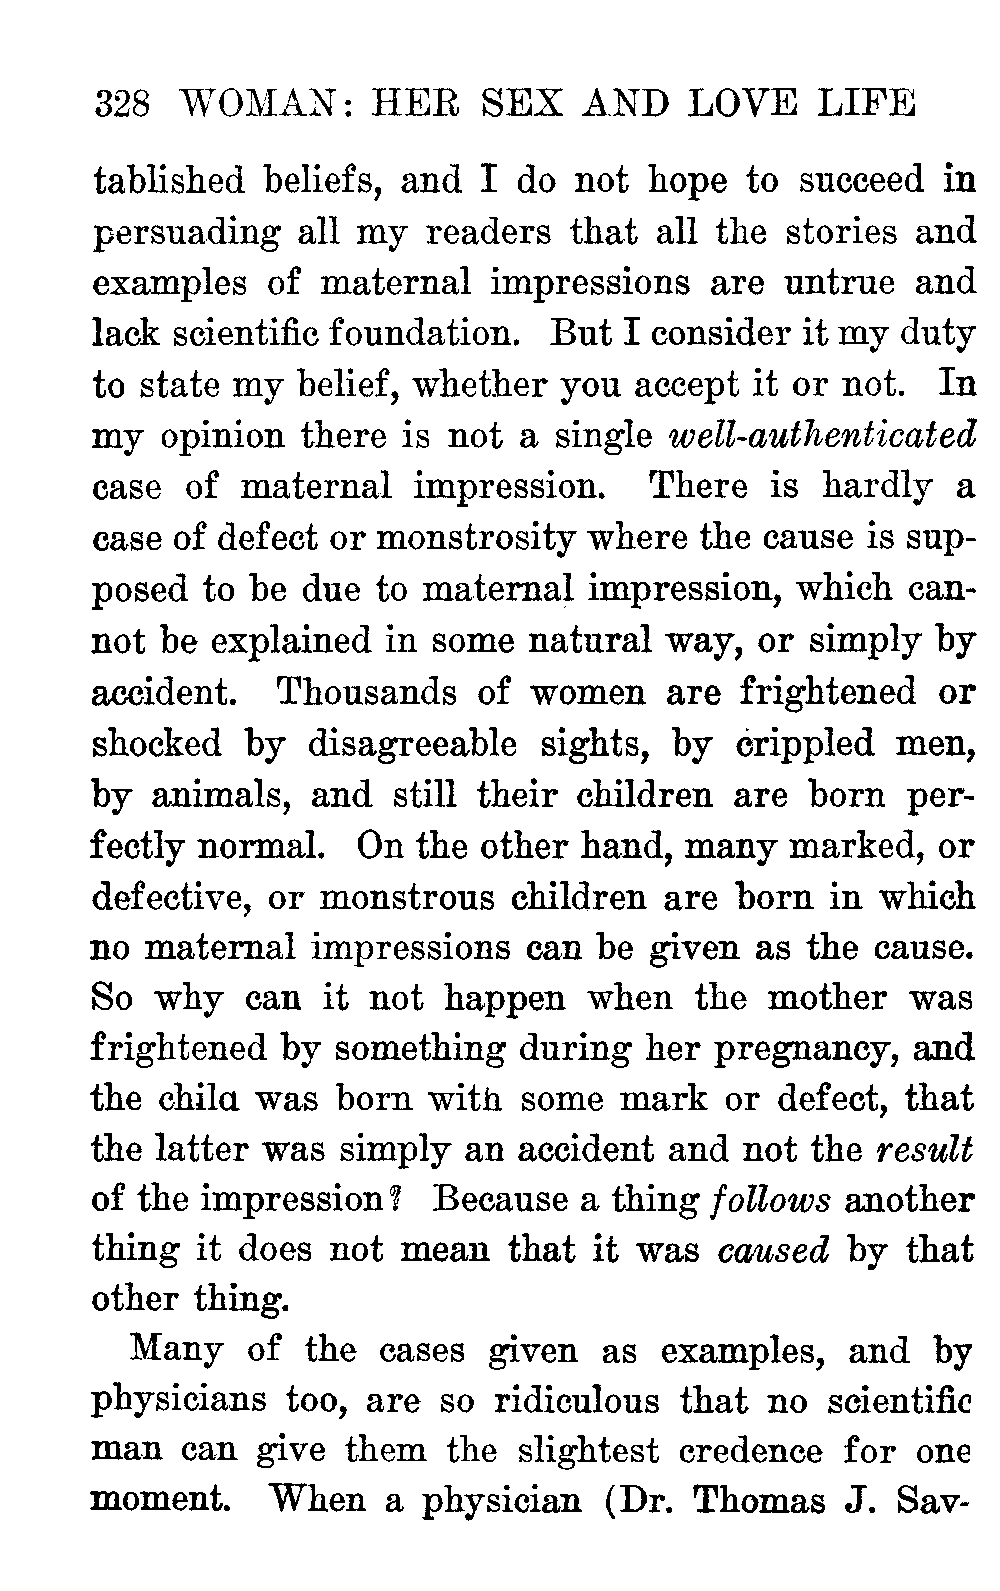 328 WOMAN: HER SEX AND LOVE LIFE
tablished beliefs, and I do not hope to succeed in
persuading all my readers that all the stories and
examples of maternal impressions are untrue and
lack scientific foundation. But I consider it my duty
to state my belief, whether you accept it or not. In
my opinion there is not a single well-authenticated
case of maternal impression. There is hardly a
case of defect or monstrosity where the cause is sup-
posed to be due to maternal impression, which can-
not be explained in some natural way, or simply by
accident. Thousands of women are frightened or
shocked by disagreeable sights, by crippled men,
by animals, and still their children are born per-
fectly normal. On the other hand, many marked, or
defective, or monstrous children are born in which
no maternal impressions can be given as the cause.
So why can it not happen when the mother was
frightened by something during her pregnancy, and
the child was born with some mark or defect, that
the latter was simply an accident and not the result
of the impression? Because a thing follows another
thing it does not mean that it was caused by that
other thing.
Many of the cases given as examples, and by
physicians too, are so ridiculous that no scientific
man can give them the slightest credence for one
moment. When a physician (Dr. Thomas J. Sav-